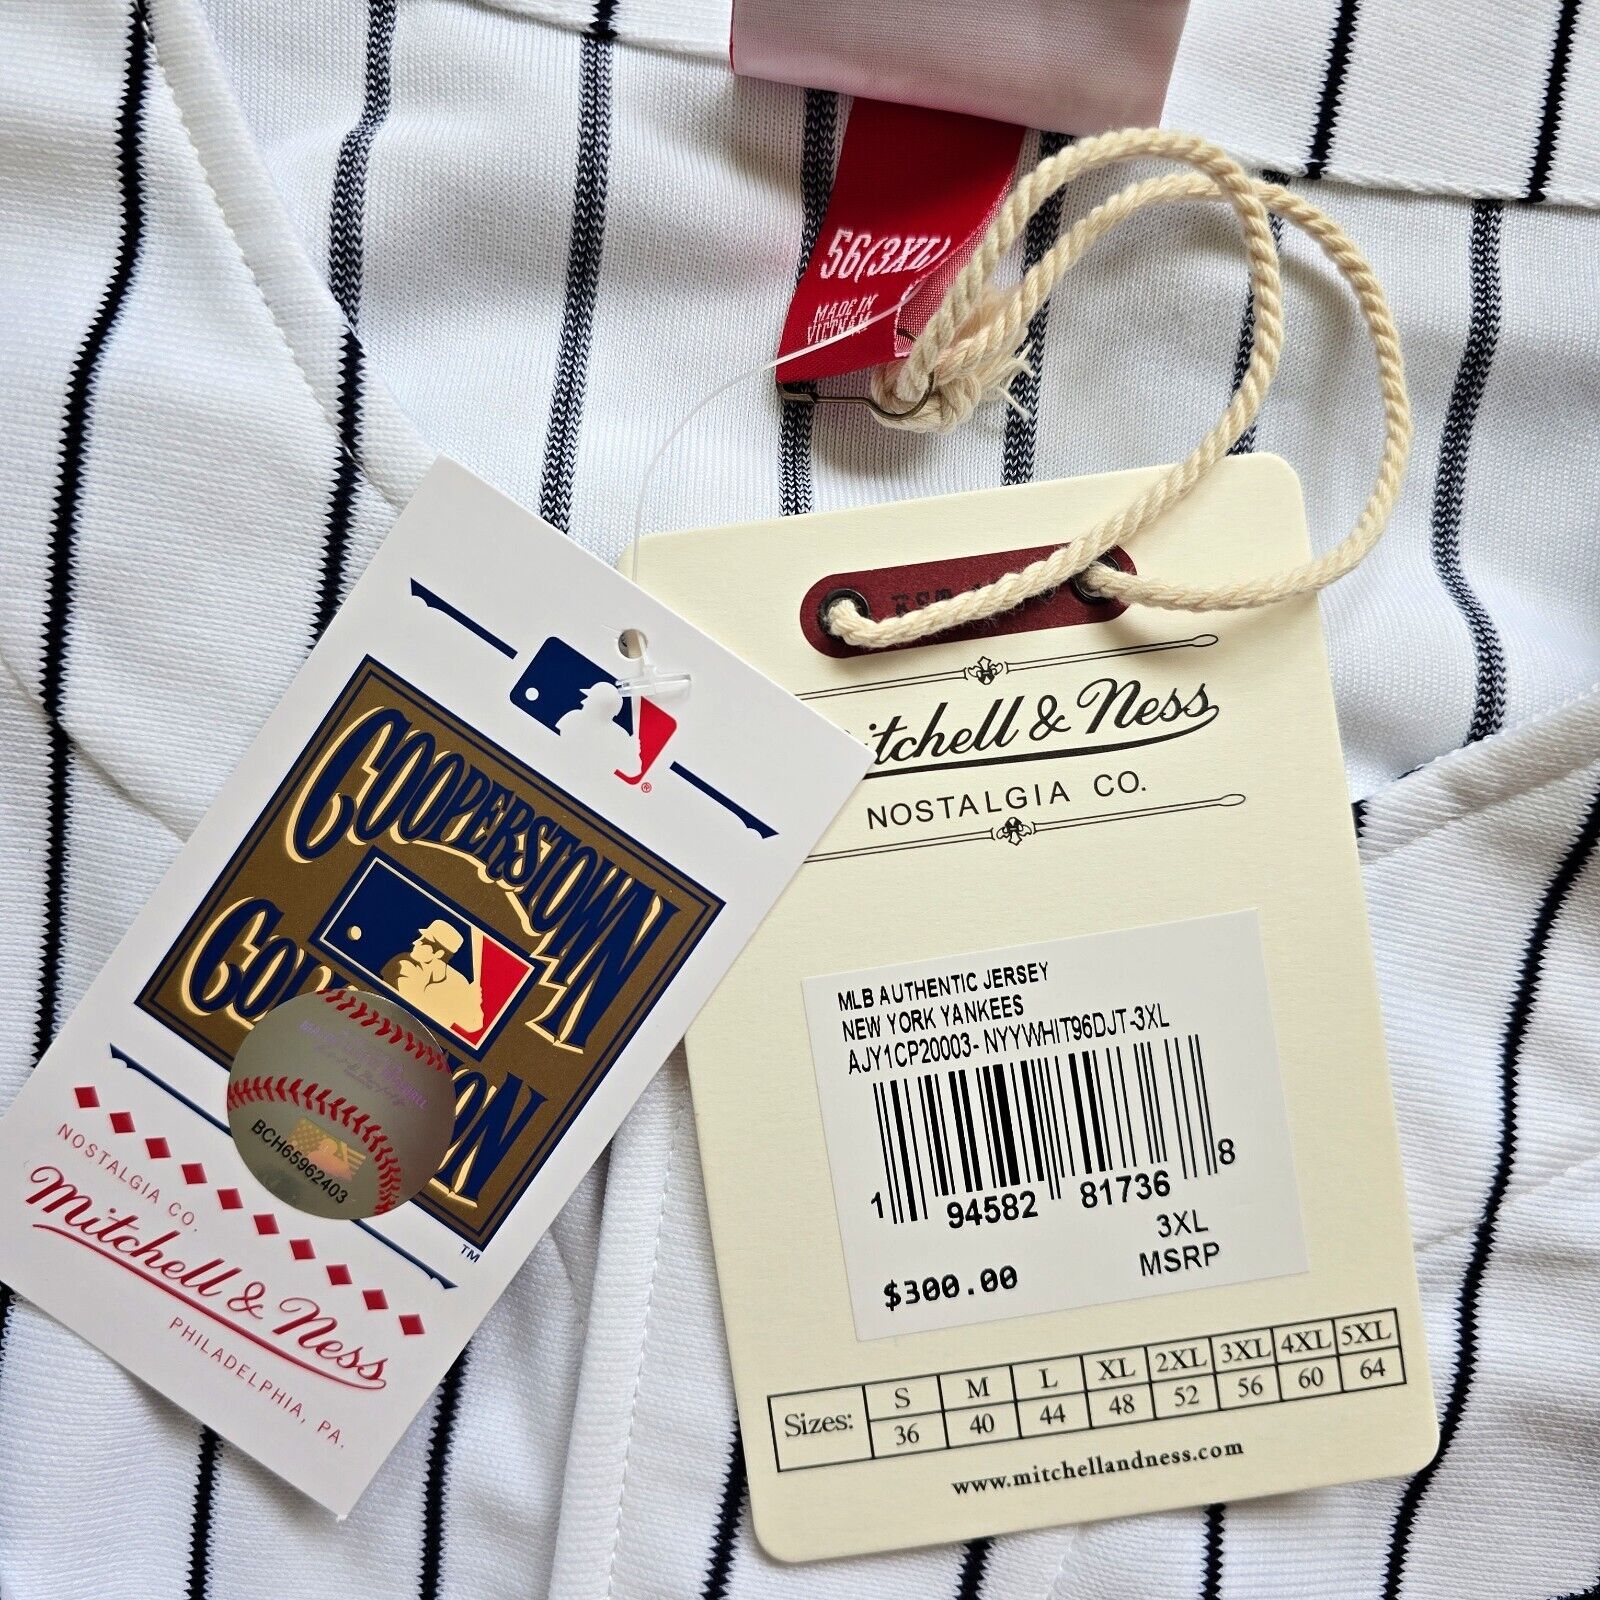 56(3XL)
MADE IN
VIETNAM
EST.
Mitchell & Ness
NOSTALGIA CO.
MLB AUTHENTIC JERSEY
NEW YORK YANKEES
AJY1CP20003- NYYWHIT96DJT-3XL
1 94582 81736 8
3XL
$300.00 MSRP
Sizes: S M L XL 2XL 3XL 4XL 5XL
36 40 44 48 52 56 60 64
www.mitchellandness.com
COOPERSTOWN
COLLECTION
TM
BCH65962403
NOSTALGIA CO.
Mitchell & Ness
PHILADELPHIA, PA.